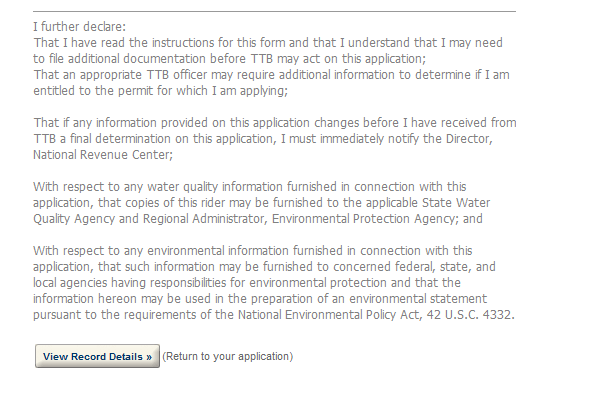 I further declare:
That I have read the instructions for this form and that I understand that I may need
to file additional documentation before TTB may act on this application;
That an appropriate TTB officer may require additional information to determine if I am
entitled to the permit for which I am applying;
That if any information provided on this application changes before I have received from
TTB a final determination on this application, I must immediately notify the Director,
National Revenue Center;
With respect to any water quality information furnished in connection with this
application, that copies of this rider may be furnished to the applicable State Water
Quality Agency and Regional Administrator, Environmental Protection Agency; and
With respect to any environmental information furnished in connection with this
application, that such information may be furnished to concerned federal, state, and
local agencies having responsibilities for environmental protection and that the
information hereon may be used in the preparation of an environmental statement
pursuant to the requirements of the National Environmental Policy Act, 42 U.S.C. 4332.
View Record Details » (Return to your application)